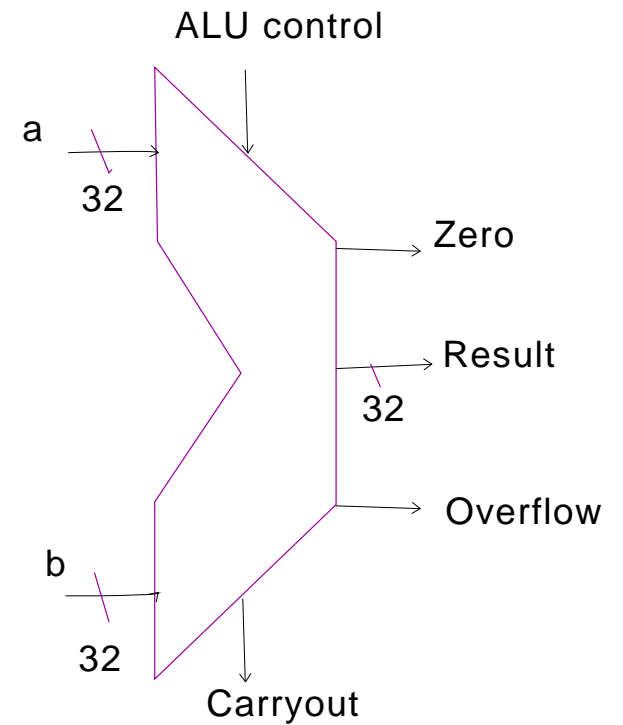 ALU control
a
32
Zero
Result
32
Overflow
b
32
Carryout